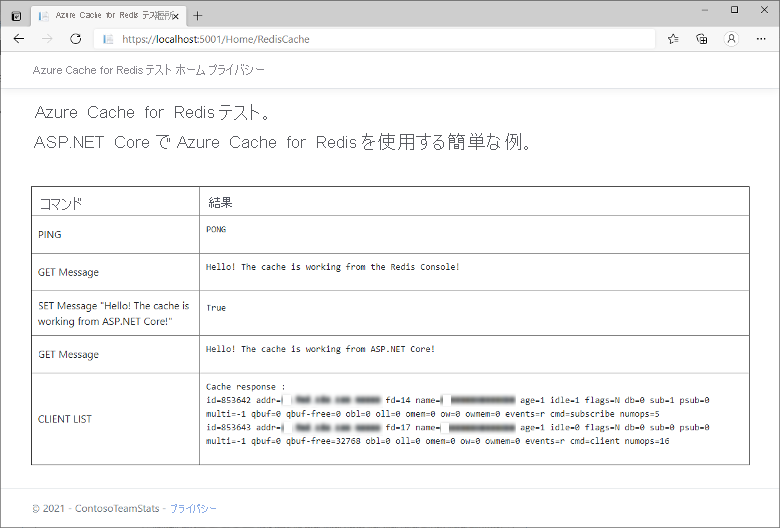 Azure Cache for Redis テス
https://localhost:5001/Home/RedisCache
Azure Cache for Redis テスト ホーム プライバシー
Azure Cache for Redis テスト。
ASP.NET Core で Azure Cache for Redis を使用する簡単な例。
コマンド 結果
PING PONG
GET Message Hello! The cache is working from the Redis Console!
SET Message "Hello! The cache is
working from ASP.NET Core!" True
GET Message Hello! The cache is working from ASP.NET Core!
CLIENT LIST
Cache response :
id=853642 addr= fd=14 name= age=1 idle=1 flags=N db=0 sub=1 psub=0
multi=-1 qbuf=0 qbuf-free=0 obl=0 oll=0 omem=0 ow=0 owmem=0 events=r cmd=subscribe numops=5
id=853643 addr= fd=17 name= age=1 idle=0 flags=N db=0 sub=0 psub=0
multi=-1 qbuf=0 qbuf-free=32768 obl=0 oll=0 omem=0 ow=0 owmem=0 events=r cmd=client numops=16
© 2021 - ContosoTeamStats - プライバシー